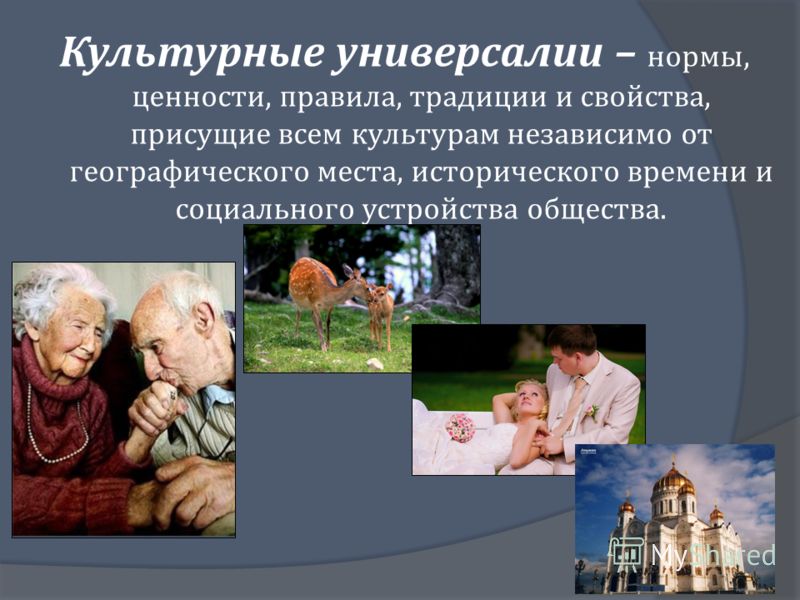 Культурные универсалии – нормы,
ценности, правила, традиции и свойства,
присущие всем культурам независимо от
географического места, исторического времени и
социального устройства общества.
MyShared